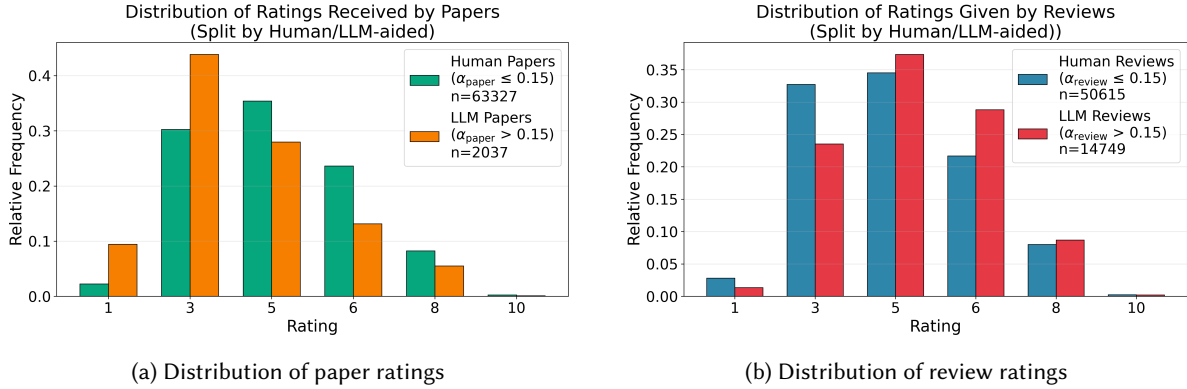 Distribution of Ratings Received by Papers
(Split by Human/LLM-aided)
Relative Frequency
0.4
0.3
0.2
0.1
0.0
Human Papers
(α_paper ≤ 0.15)
n=63327
LLM Papers
(α_paper > 0.15)
n=2037
1 3 5 6 8 10
Rating
(a) Distribution of paper ratings
Distribution of Ratings Given by Reviews
(Split by Human/LLM-aided))
Relative Frequency
0.35
0.30
0.25
0.20
0.15
0.10
0.05
0.00
Human Reviews
(α_review ≤ 0.15)
n=50615
LLM Reviews
(α_review > 0.15)
n=14749
1 3 5 6 8 10
Rating
(b) Distribution of review ratings